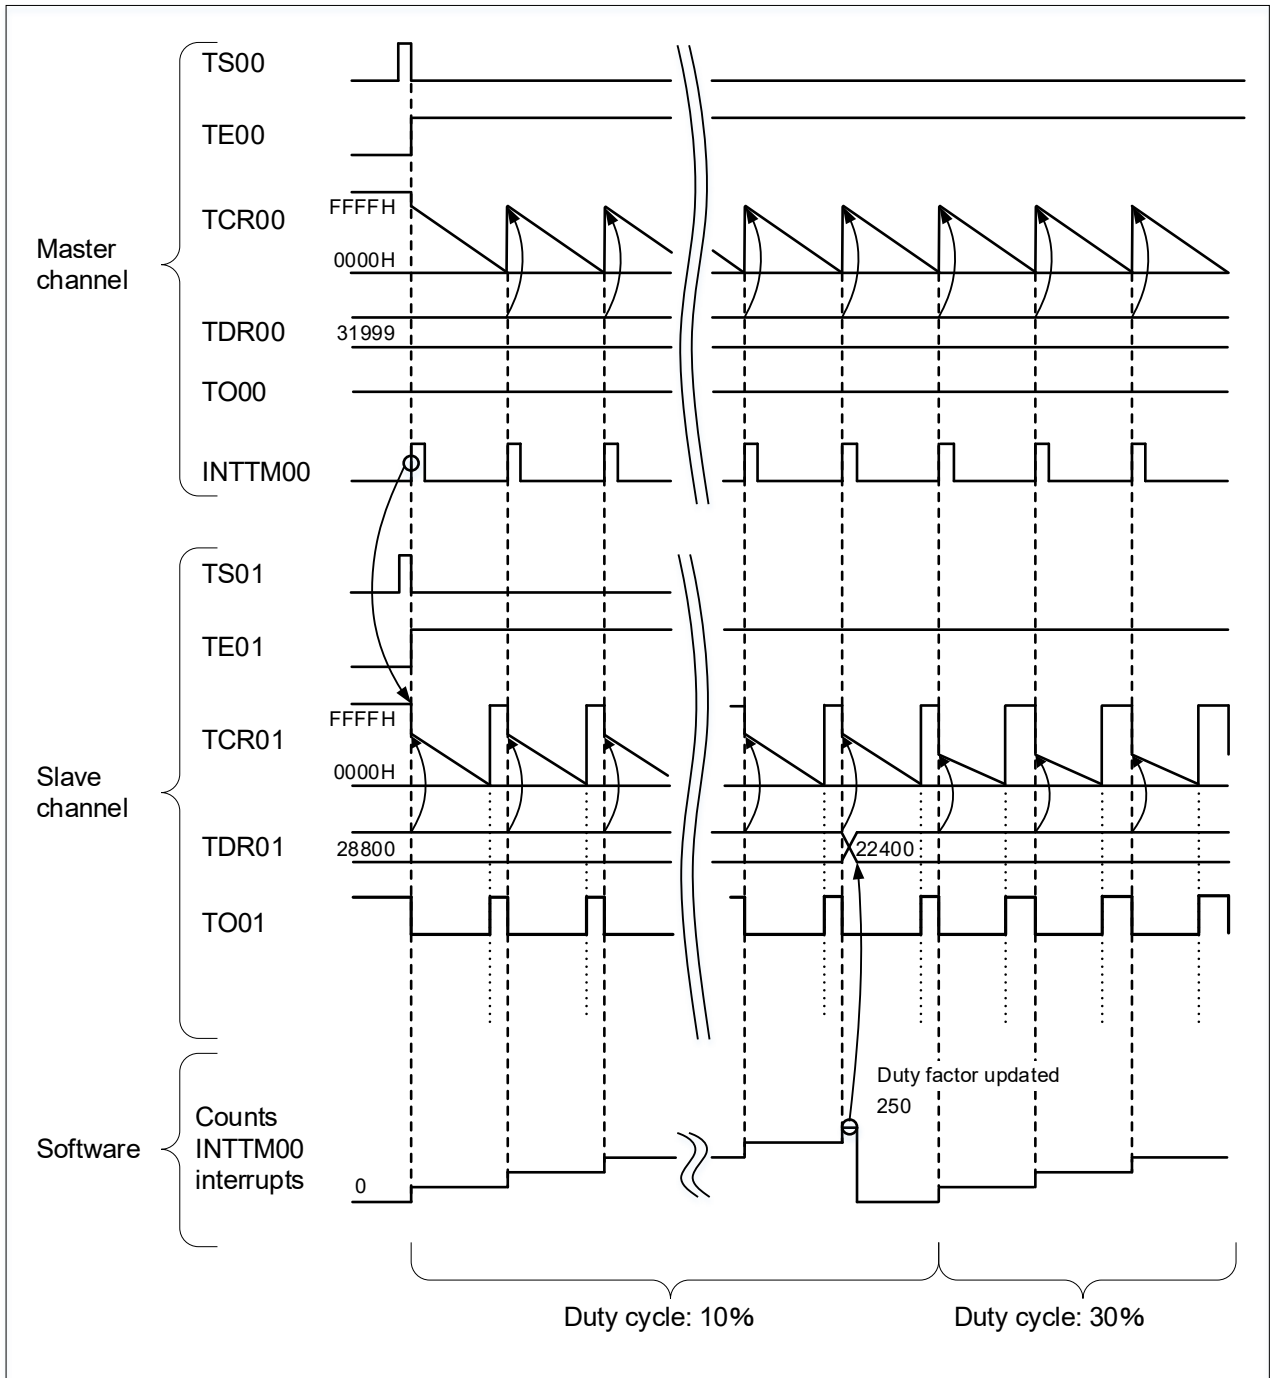 TS00
TE00
TCR00
FFFFH
0000H
Master
channel
TDR00
31999
TO00
INTTM00
TS01
TE01
TCR01
FFFFH
0000H
Slave
channel
TDR01
28800
22400
TO01
Duty factor updated
250
Software
Counts
INTTM00
interrupts
0
Duty cycle: 10%
Duty cycle: 30%